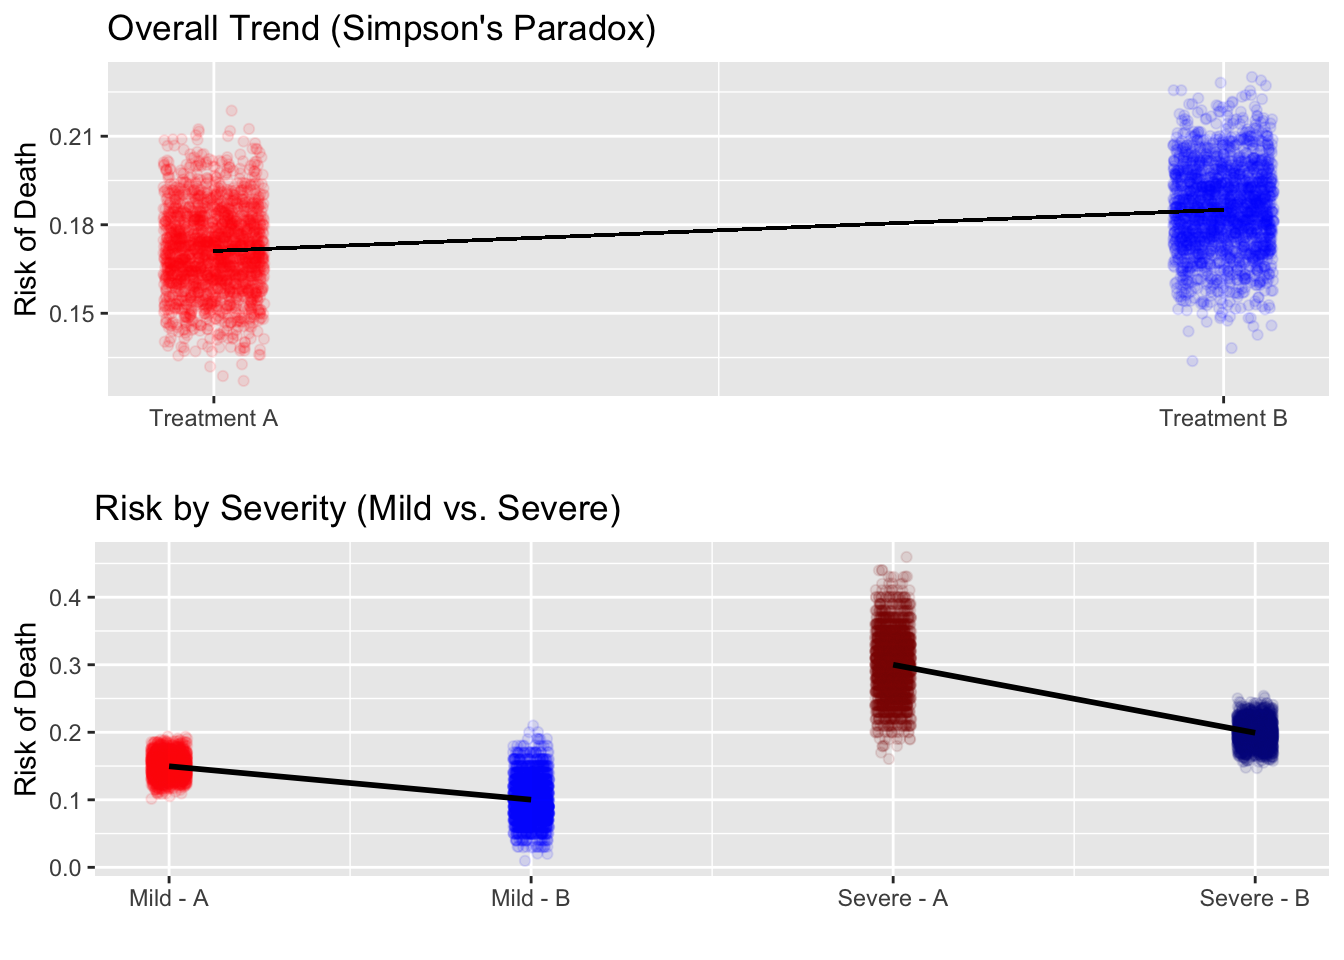 Overall Trend (Simpson's Paradox)
Risk of Death
0.21
0.18
0.15
Treatment A
Treatment B
Risk by Severity (Mild vs. Severe)
Risk of Death
0.4
0.3
0.2
0.1
0.0
Mild - A
Mild - B
Severe - A
Severe - B